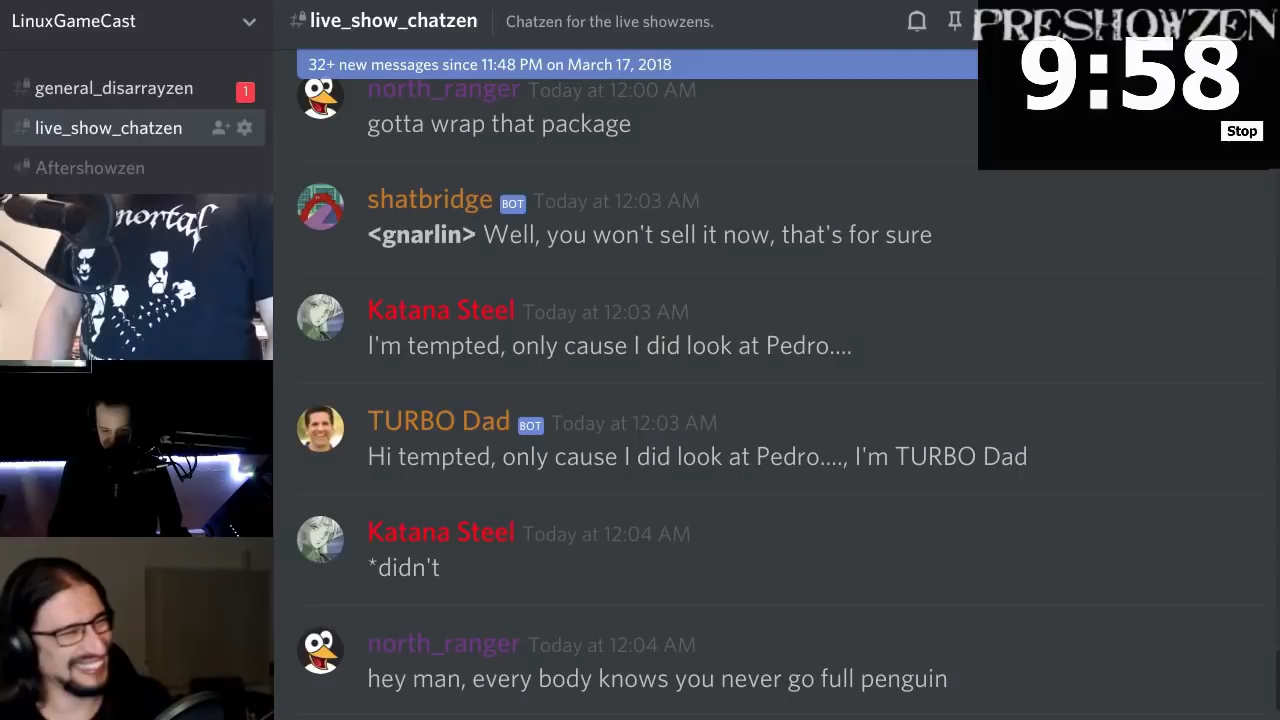 LinuxGameCast
live_show_chatzen
Chatzen for the live showzens.
PRESHOWZEN
9:58
Stop
32+ new messages since 11:48 PM on March 17, 2018
general_disarrayzen
1
live_show_chatzen
Aftershowzen
north_ranger Today at 12:00 AM
gotta wrap that package
shatbridge BOT Today at 12:03 AM
<gnarlin> Well, you won't sell it now, that's for sure
Katana Steel Today at 12:03 AM
I'm tempted, only cause I did look at Pedro....
TURBO Dad BOT Today at 12:03 AM
Hi tempted, only cause I did look at Pedro...., I'm TURBO Dad
Katana Steel Today at 12:04 AM
*didn't
north_ranger Today at 12:04 AM
hey man, every body knows you never go full penguin
mortal